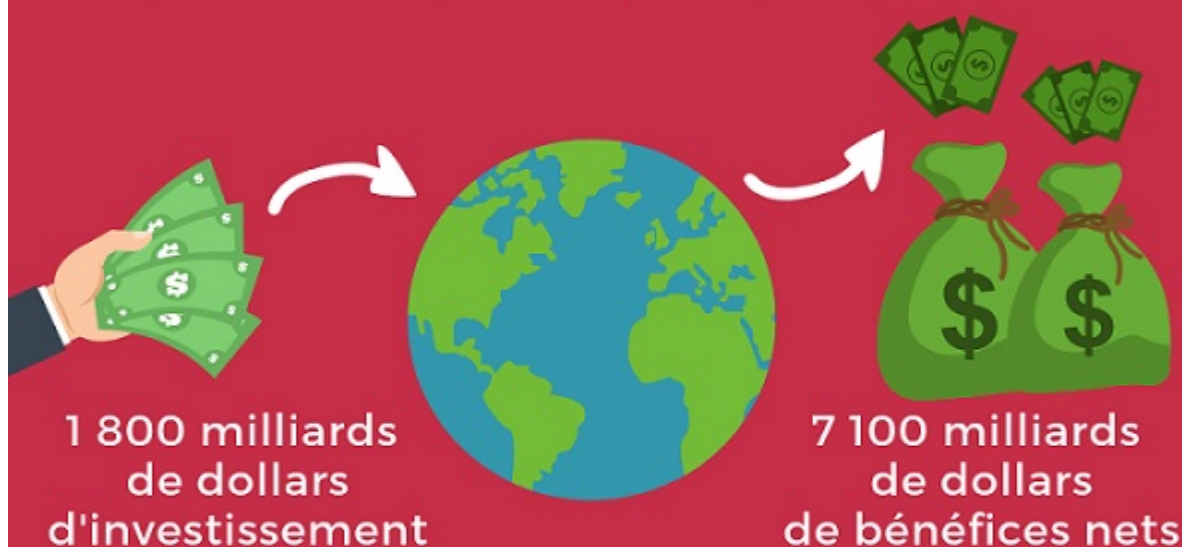 1 800 milliards
de dollars
d'investissement
7 100 milliards
de dollars
de bénéfices nets